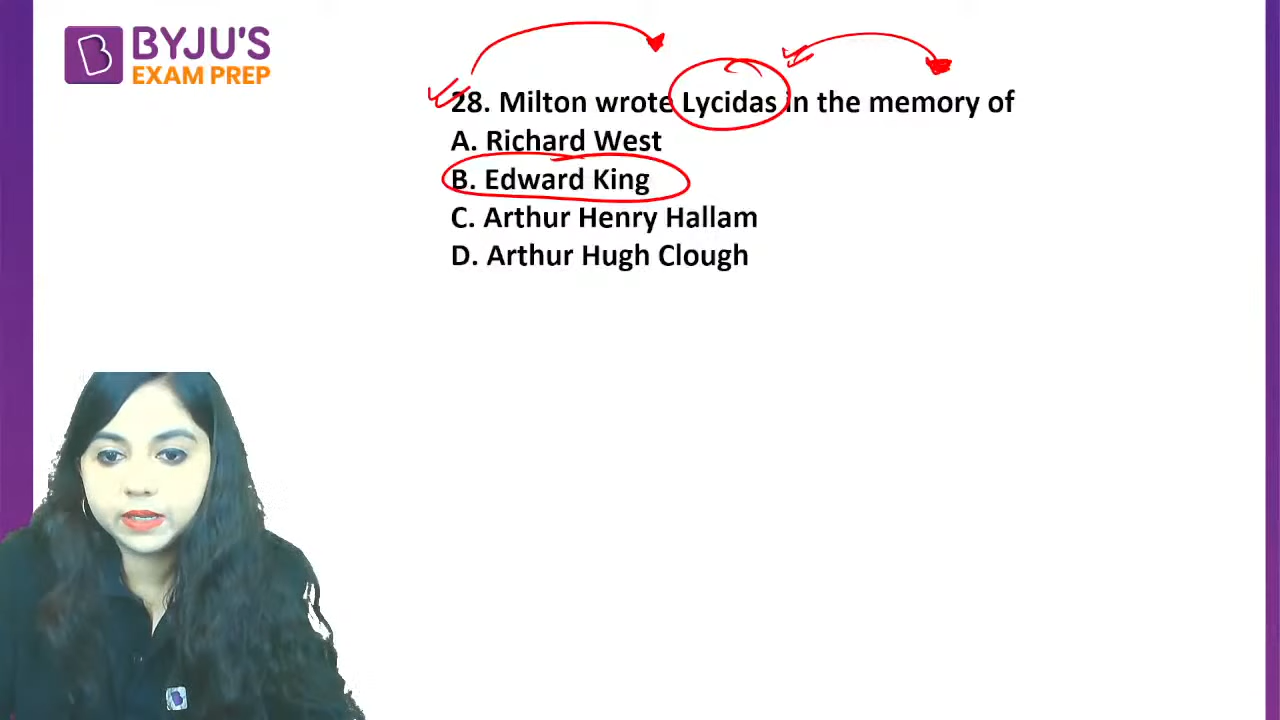 BYJU'S
EXAM PREP
28. Milton wrote Lycidas in the memory of
A. Richard West
B. Edward King
C. Arthur Henry Hallam
D. Arthur Hugh Clough